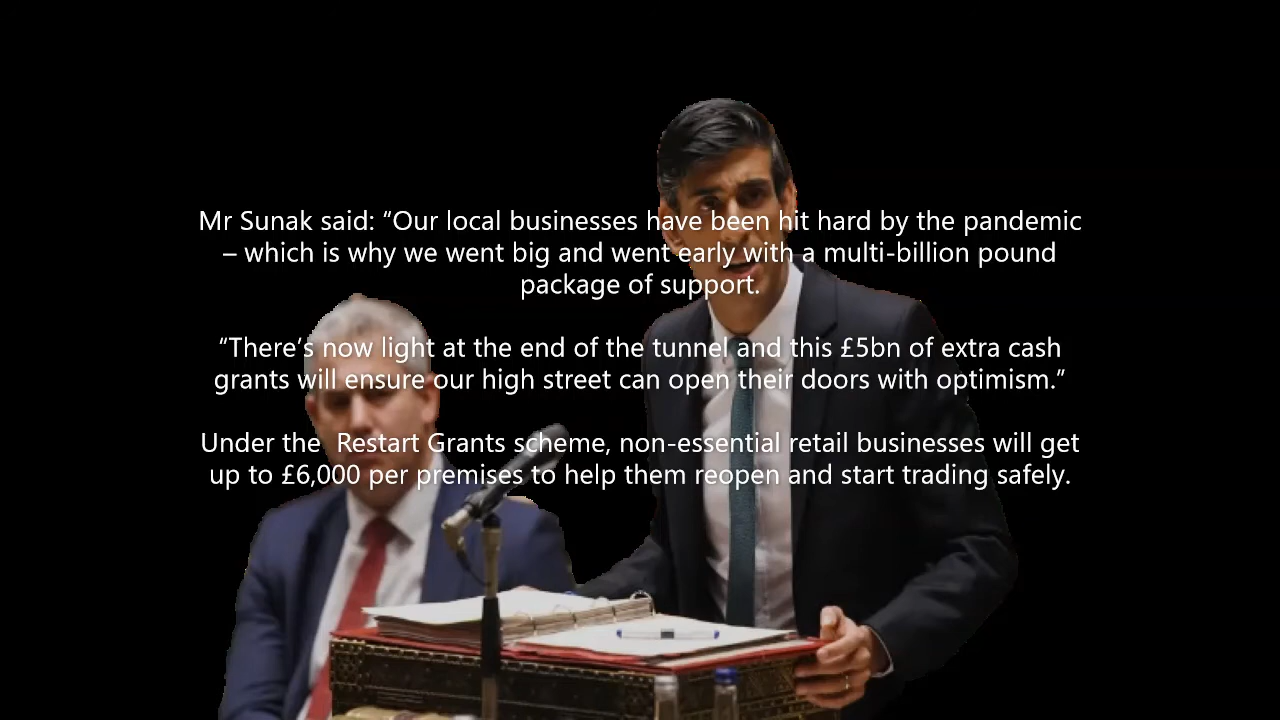 Mr Sunak said: “Our local businesses have been hit hard by the pandemic
– which is why we went big and went early with a multi-billion pound
package of support.
“There’s now light at the end of the tunnel and this £5bn of extra cash
grants will ensure our high street can open their doors with optimism.”
Under the  Restart Grants scheme, non-essential retail businesses will get
up to £6,000 per premises to help them reopen and start trading safely.